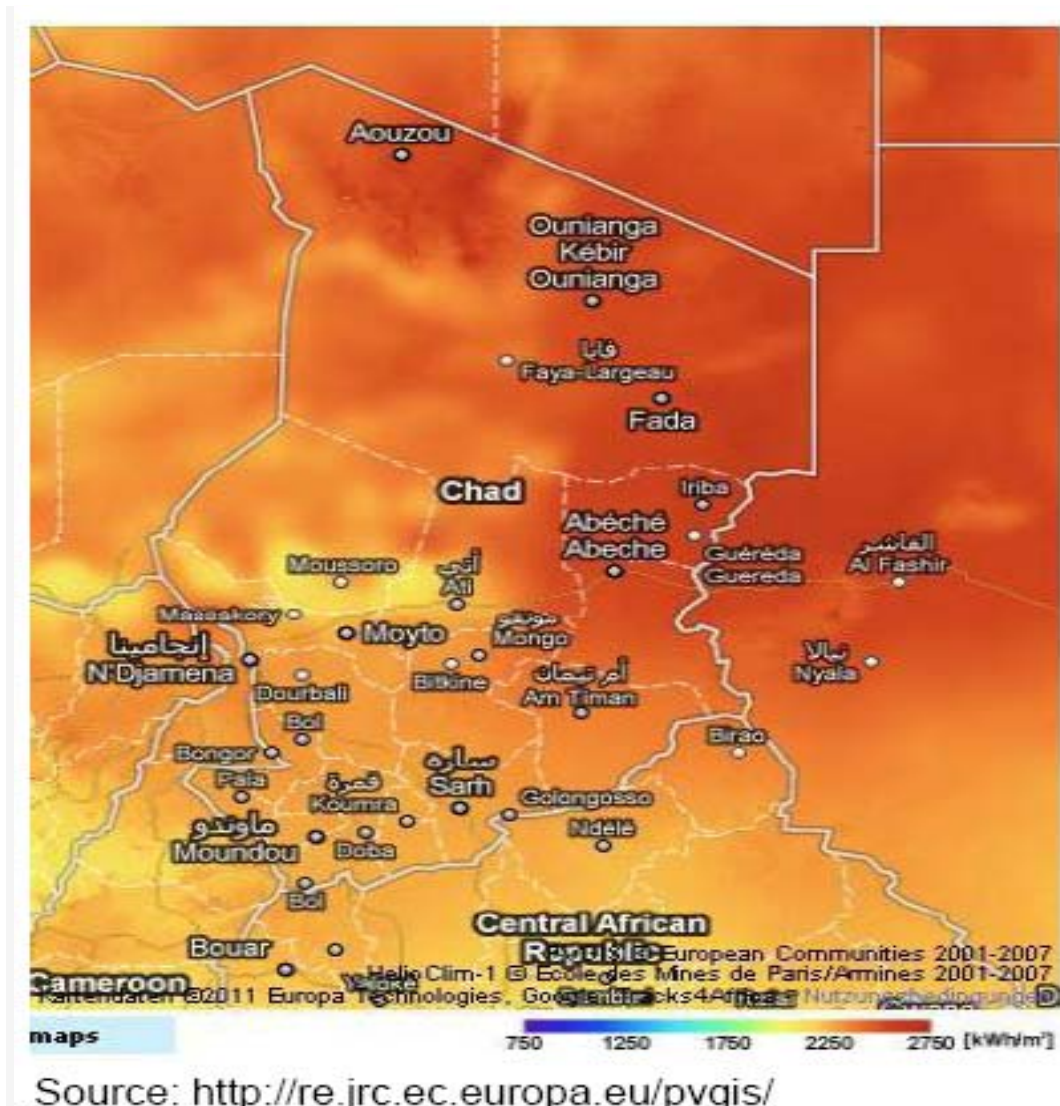 Aouzou
Ounianga
Kébir
Ounianga
فايا
Faya-Largeau
Fada
Chad
Iriba
Abéché
Abeche
Guéréda
Guereda
الفاشر
Al Fashir
Moussoro
أتي
Ati
Massakory
Moyto
مونقو
Mongo
إنجامينا
N'Djamena
نيالا
Nyala
Dourbali
Bitkine
أم تيمان
Am Timan
Bol
Bongor
Birao
Pala
قمرة
Koumra
ساره
Sarh
Golongosso
ماوندو
Moundou
Doba
Ndélé
Bol
Central African
Republic
Bouar
European Communities 2001-2007
HelioClim-1 © Ecole des Mines de Paris/Armines 2001-2007
Cameroon
Kartendaten ©2011 Europa Technologies, Nutzungsbedingungen
maps
750 1250 1750 2250 2750 [kWh/m²]
Source: http://re.jrc.ec.europa.eu/pvgis/